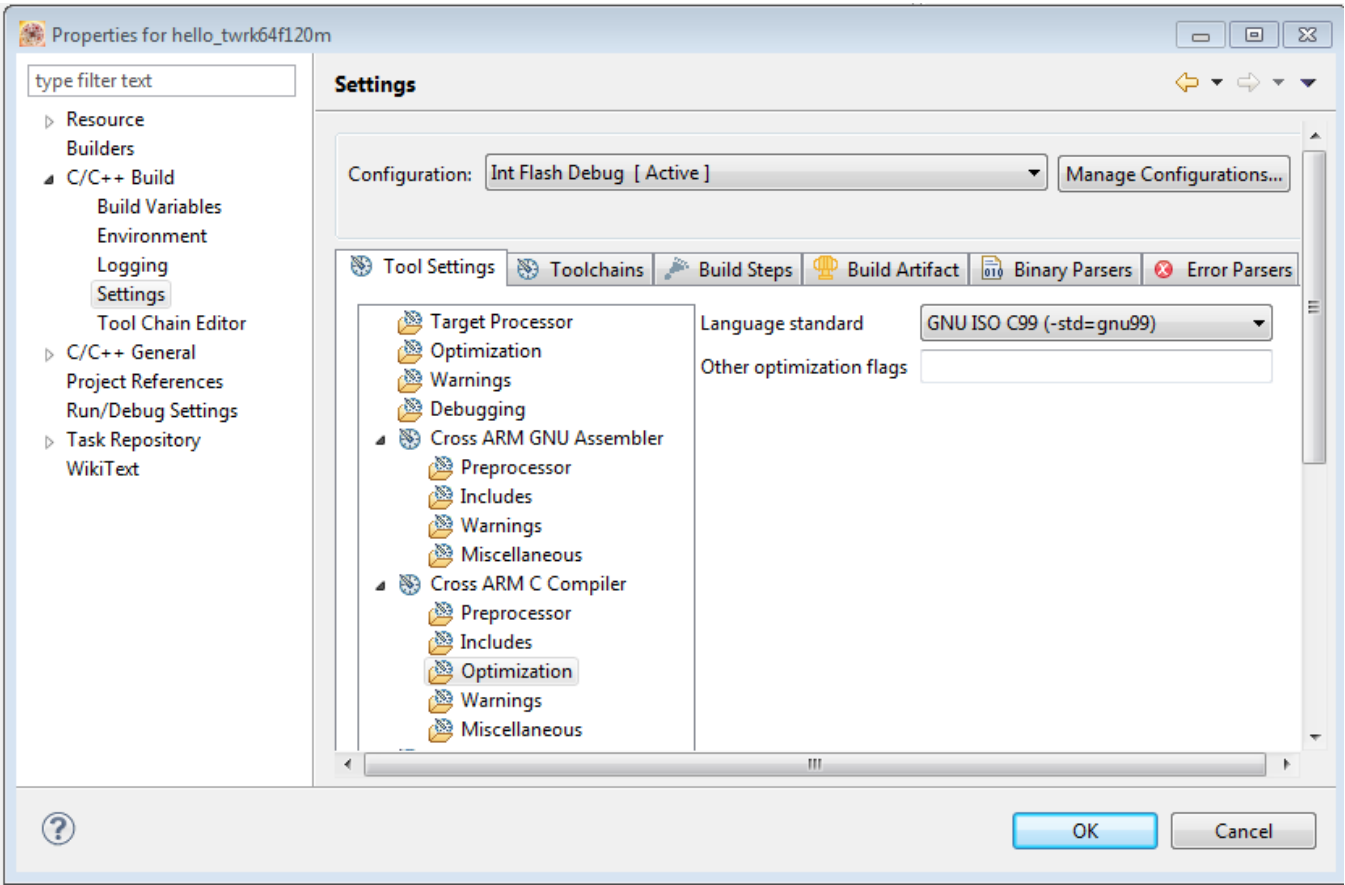 Properties for hello_twrk64f120m
type filter text
Resource
Builders
C/C++ Build
Build Variables
Environment
Logging
Settings
Tool Chain Editor
C/C++ General
Project References
Run/Debug Settings
Task Repository
WikiText
Settings
Configuration: Int Flash Debug [ Active ] Manage Configurations...
Tool Settings Toolchains Build Steps Build Artifact Binary Parsers Error Parsers
Target Processor
Optimization
Warnings
Debugging
Cross ARM GNU Assembler
Preprocessor
Includes
Warnings
Miscellaneous
Cross ARM C Compiler
Preprocessor
Includes
Optimization
Warnings
Miscellaneous
Language standard GNU ISO C99 (-std=gnu99)
Other optimization flags
OK Cancel